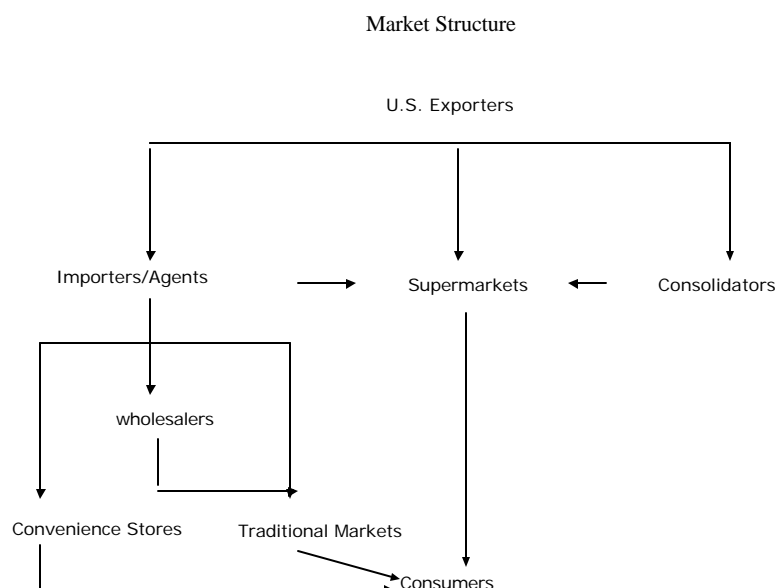 Market Structure
U.S. Exporters
Importers/Agents
Supermarkets
Consolidators
wholesalers
Convenience Stores
Traditional Markets
Consumers